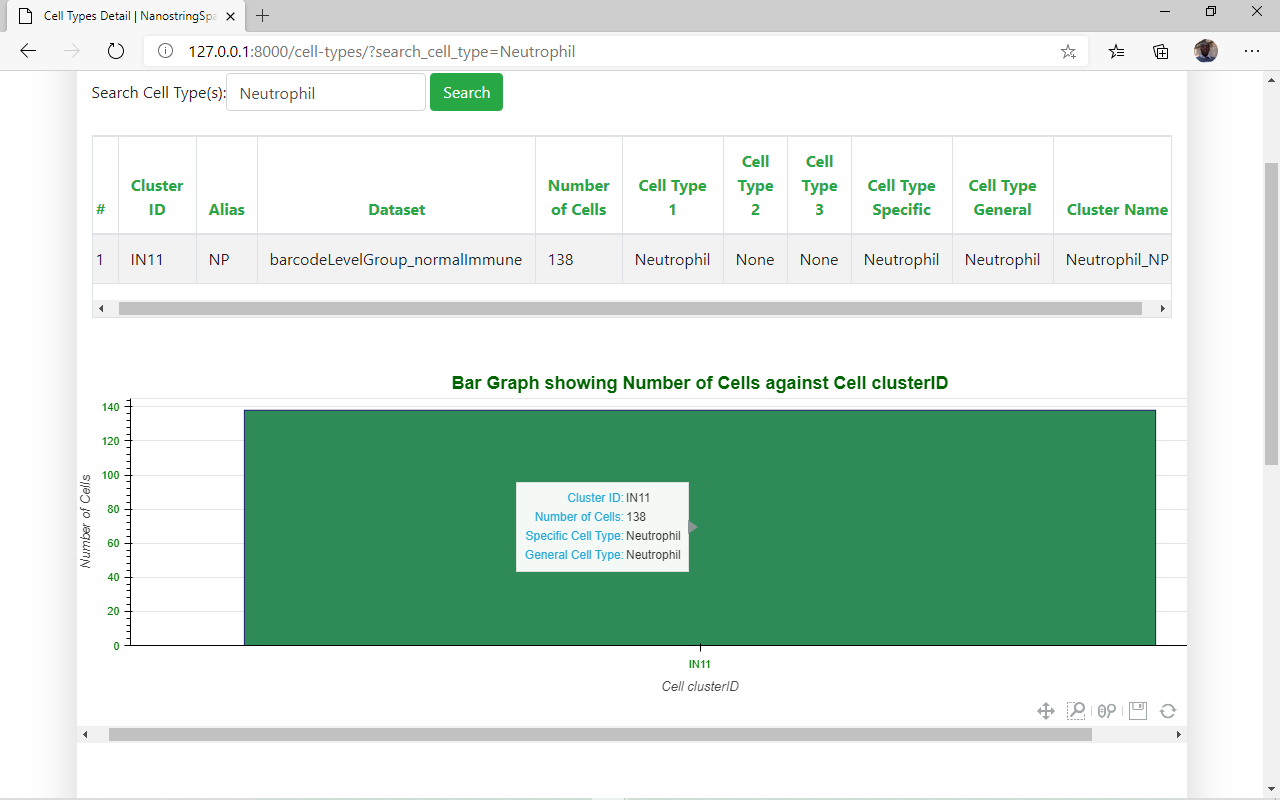 Cell Types Detail | NanostringSpa
127.0.0.1:8000/cell-types/?search_cell_type=Neutrophil
Search Cell Type(s): Neutrophil Search
# Cluster ID Alias Dataset Number of Cells Cell Type 1 Cell Type 2 Cell Type 3 Cell Type Specific Cell Type General Cluster Name
1 IN11 NP barcodeLevelGroup_normalImmune 138 Neutrophil None None Neutrophil Neutrophil Neutrophil_NP
Bar Graph showing Number of Cells against Cell clusterID
140
120
100
80
60
40
20
0
Number of Cells
Cluster ID: IN11
Number of Cells: 138
Specific Cell Type: Neutrophil
General Cell Type: Neutrophil
IN11
Cell clusterID